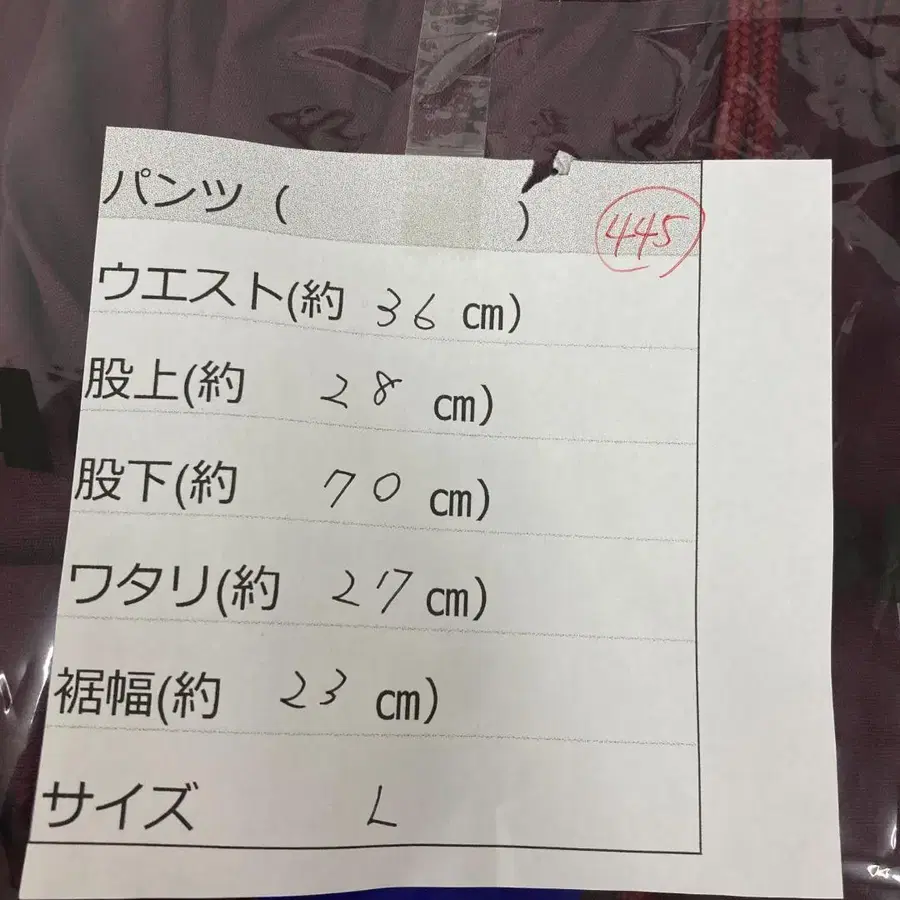 パンツ ( )
445
ウエスト(約 36 cm)
股上(約 28 cm)
股下(約 70 cm)
ワタリ(約 27 cm)
裾幅(約 23 cm)
サイズ L